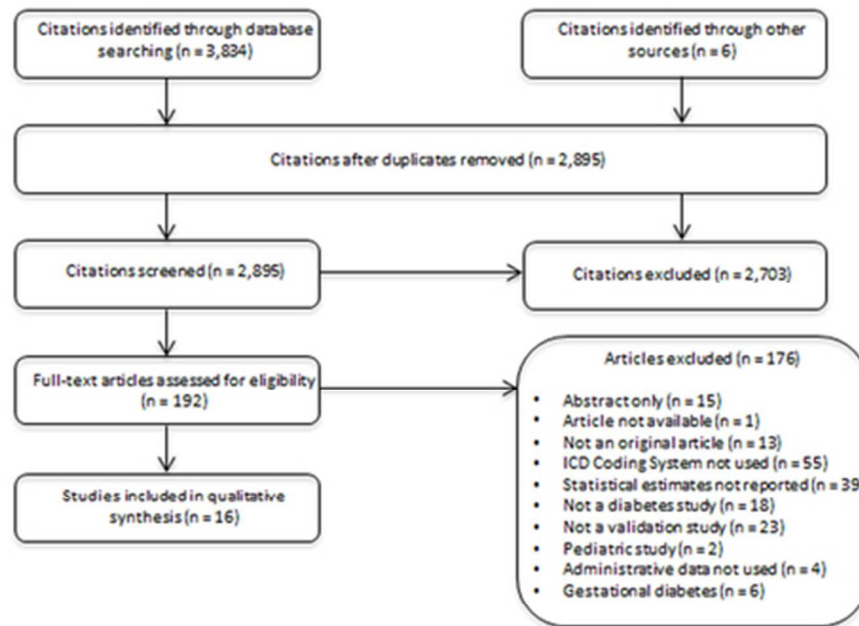 Citations identified through database
searching (n = 3,834)
Citations identified through other
sources (n = 6)
Citations after duplicates removed (n = 2,895)
Citations screened (n = 2,895)
Citations excluded (n = 2,703)
Full-text articles assessed for eligibility
(n = 192)
Articles excluded (n = 176)
• Abstract only (n = 15)
• Article not available (n = 1)
• Not an original article (n = 13)
• ICD Coding System not used (n = 55)
• Statistical estimates not reported (n = 39
• Not a diabetes study (n = 18)
• Not a validation study (n = 23)
• Pediatric study (n = 2)
• Administrative data not used (n = 4)
• Gestational diabetes (n = 6)
Studies included in qualitative
synthesis (n = 16)